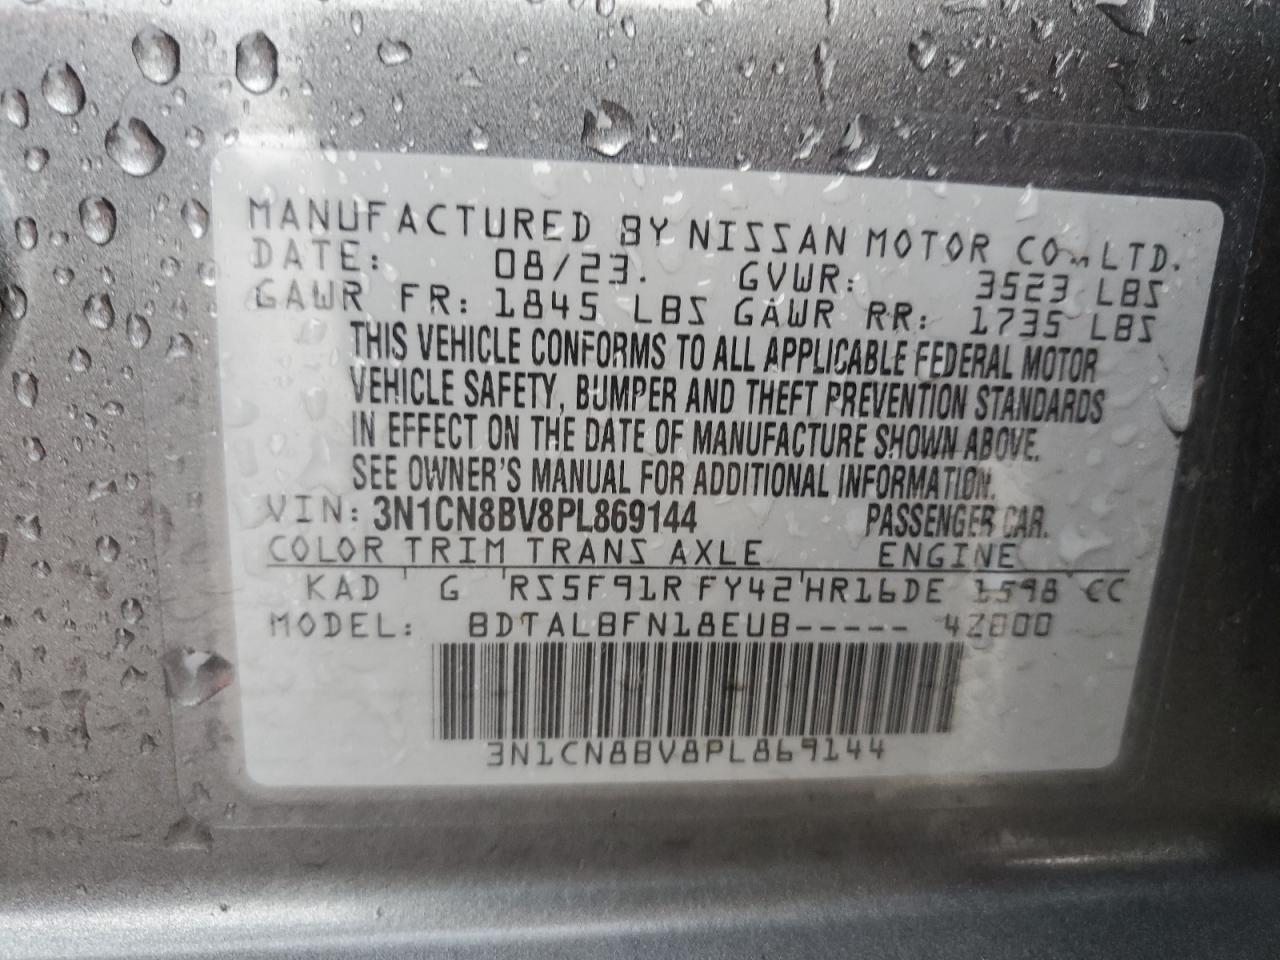 MANUFACTURED BY NISSAN MOTOR CO., LTD.
DATE: 08/23. GVWR: 3523 LBS
GAWR FR: 1845 LBS GAWR RR: 1735 LBS
THIS VEHICLE CONFORMS TO ALL APPLICABLE FEDERAL MOTOR
VEHICLE SAFETY, BUMPER AND THEFT PREVENTION STANDARDS
IN EFFECT ON THE DATE OF MANUFACTURE SHOWN ABOVE.
SEE OWNER'S MANUAL FOR ADDITIONAL INFORMATION.
VIN: 3N1CN8BV8PL869144 PASSENGER CAR.
COLOR TRIM TRANS AXLE ENGINE
KAD G RS5F91R FY42 HR16DE 1598 CC
MODEL: BDTALBFN18EUB----- 4Z800
3N1CN8BV8PL869144